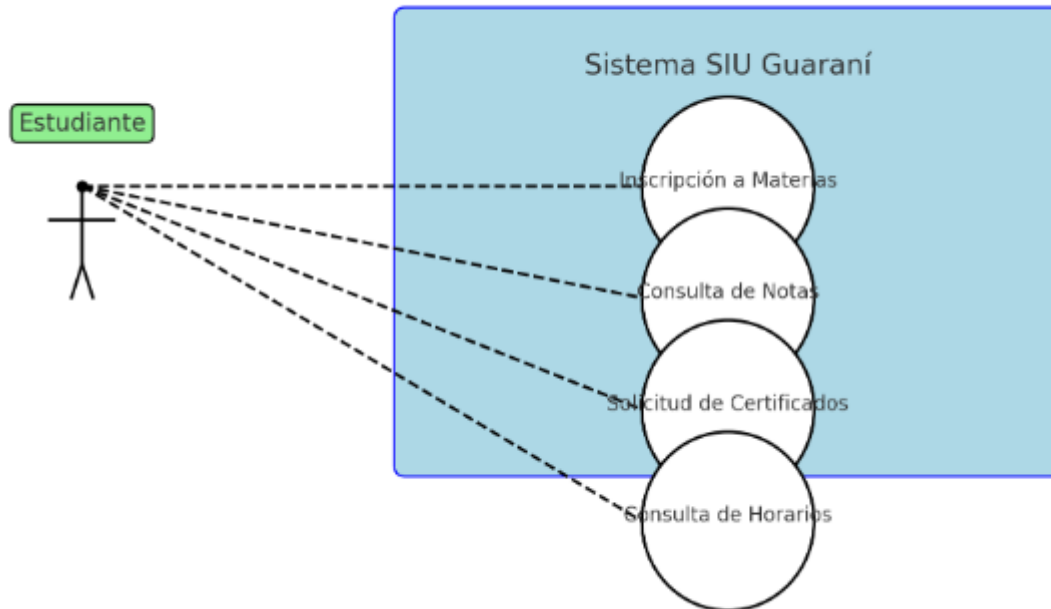 Sistema SIU Guaraní
Estudiante
Inscripción a Materias
Consulta de Notas
Solicitud de Certificados
Consulta de Horarios